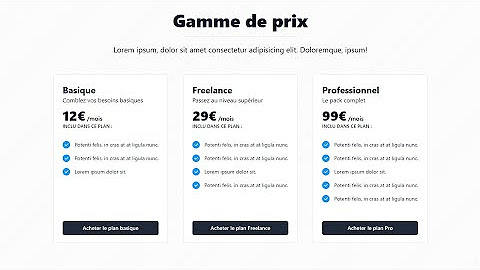 Gamme de prix
Lorem ipsum, dolor sit amet consectetur adipisicing elit. Doloremque, ipsum!
Basique
Comblez vos besoins basiques
12€ /mois
INCLU DANS CE PLAN :
Potenti felis, in cras at at ligula nunc.
Potenti felis, in cras at at ligula nunc.
Lorem ipsum dolor sit.
Acheter le plan basique
Freelance
Passez au niveau supérieur
29€ /mois
INCLU DANS CE PLAN :
Potenti felis, in cras at at ligula nunc.
Potenti felis, in cras at at ligula nunc.
Lorem ipsum dolor sit.
Potenti felis, in cras at at ligula nunc.
Acheter le plan Freelance
Professionnel
Le pack complet
99€ /mois
INCLU DANS CE PLAN :
Potenti felis, in cras at at ligula nunc.
Potenti felis, in cras at at ligula nunc.
Lorem ipsum dolor sit.
Potenti felis, in cras at at ligula nunc.
Potenti felis, in cras at at ligula nunc.
Acheter le plan Pro